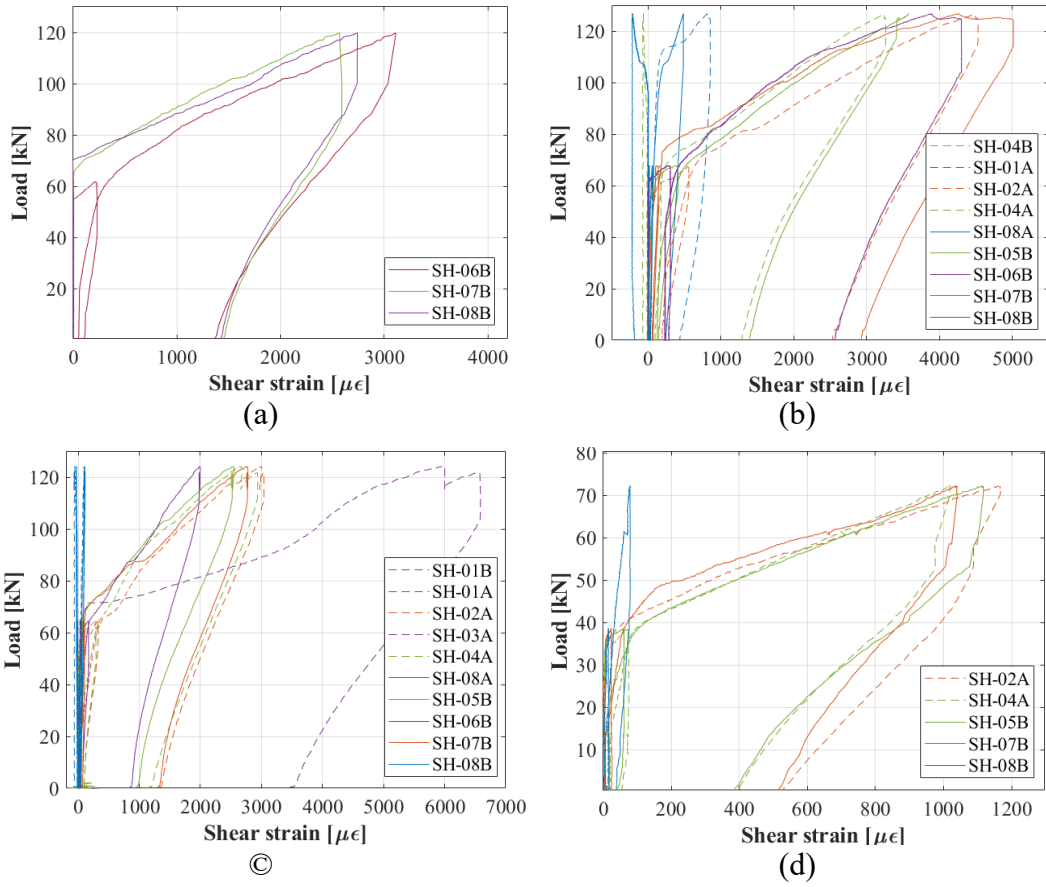 120
100
80
60
40
20
0
Load [kN]
0 1000 2000 3000 4000
Shear strain [με]
SH-06B
SH-07B
SH-08B
(a)
120
100
80
60
40
20
0
Load [kN]
0 1000 2000 3000 4000 5000
Shear strain [με]
SH-04B
SH-01A
SH-02A
SH-04A
SH-08A
SH-05B
SH-06B
SH-07B
SH-08B
(b)
120
100
80
60
40
20
0
Load [kN]
0 1000 2000 3000 4000 5000 6000 7000
Shear strain [με]
SH-01B
SH-01A
SH-02A
SH-03A
SH-04A
SH-08A
SH-05B
SH-06B
SH-07B
SH-08B
©
80
70
60
50
40
30
20
10
Load [kN]
0 200 400 600 800 1000 1200
Shear strain [με]
SH-02A
SH-04A
SH-05B
SH-07B
SH-08B
(d)